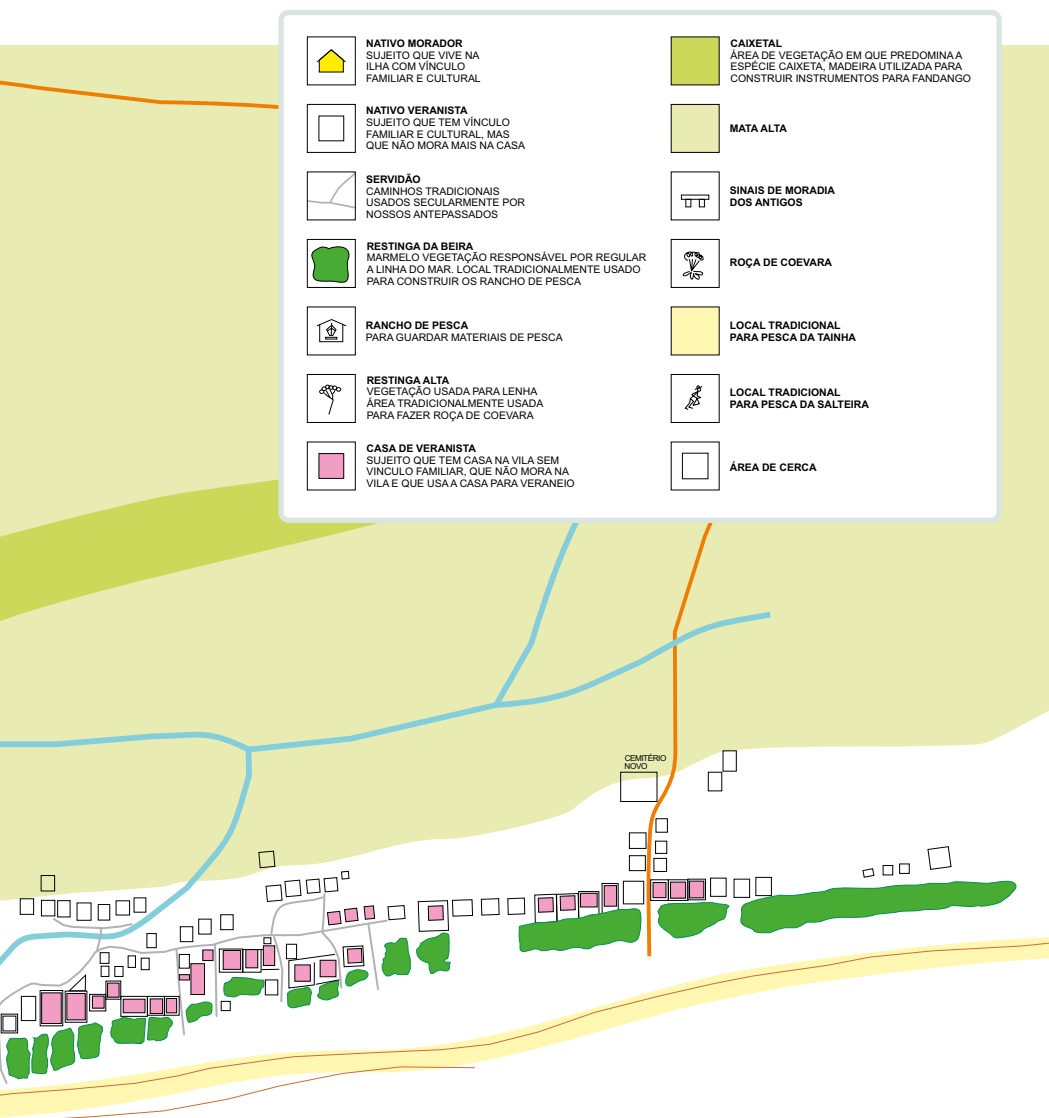 NATIVO MORADOR
SUJEITO QUE VIVE NA
ILHA COM VÍNCULO
FAMILIAR E CULTURAL
NATIVO VERANISTA
SUJEITO QUE TEM VÍNCULO
FAMILIAR E CULTURAL, MAS
QUE NÃO MORA MAIS NA CASA
SERVIDÃO
CAMINHOS TRADICIONAIS
USADOS SECULARMENTE POR
NOSSOS ANTEPASSADOS
RESTINGA DA BEIRA
MARMELO VEGETAÇÃO RESPONSÁVEL POR REGULAR
A LINHA DO MAR. LOCAL TRADICIONALMENTE USADO
PARA CONSTRUIR OS RANCHO DE PESCA
RANCHO DE PESCA
PARA GUARDAR MATERIAIS DE PESCA
RESTINGA ALTA
VEGETAÇÃO USADA PARA LENHA
ÁREA TRADICIONALMENTE USADA
PARA FAZER ROÇA DE COEVARA
CASA DE VERANISTA
SUJEITO QUE TEM CASA NA VILA SEM
VINCULO FAMILIAR, QUE NÃO MORA NA
VILA E QUE USA A CASA PARA VERANEIO
CAIXETAL
ÁREA DE VEGETAÇÃO EM QUE PREDOMINA A
ESPÉCIE CAIXETA, MADEIRA UTILIZADA PARA
CONSTRUIR INSTRUMENTOS PARA FANDANGO
MATA ALTA
SINAIS DE MORADIA
DOS ANTIGOS
ROÇA DE COEVARA
LOCAL TRADICIONAL
PARA PESCA DA TAINHA
LOCAL TRADICIONAL
PARA PESCA DA SALTEIRA
ÁREA DE CERCA
CEMITÉRIO
NOVO